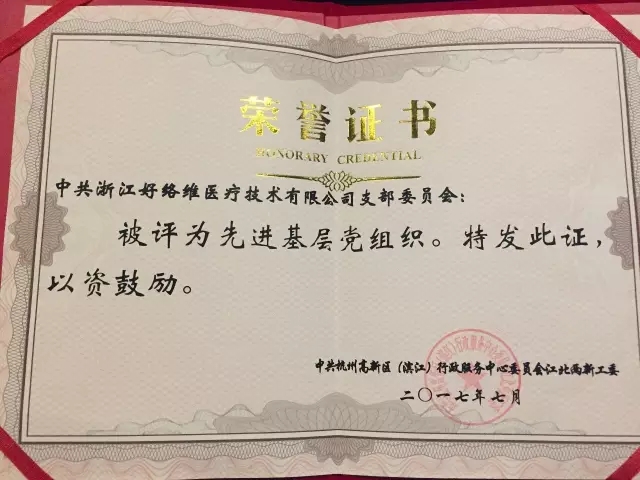 荣誉证书
HONORARY CREDENTIAL
中共浙江好络维医疗技术有限公司支部委员会：
被评为先进基层党组织。特发此证，
以资鼓励。
中共杭州高新区（滨江）行政服务中心委员会江北两新工委
二〇一七年七月